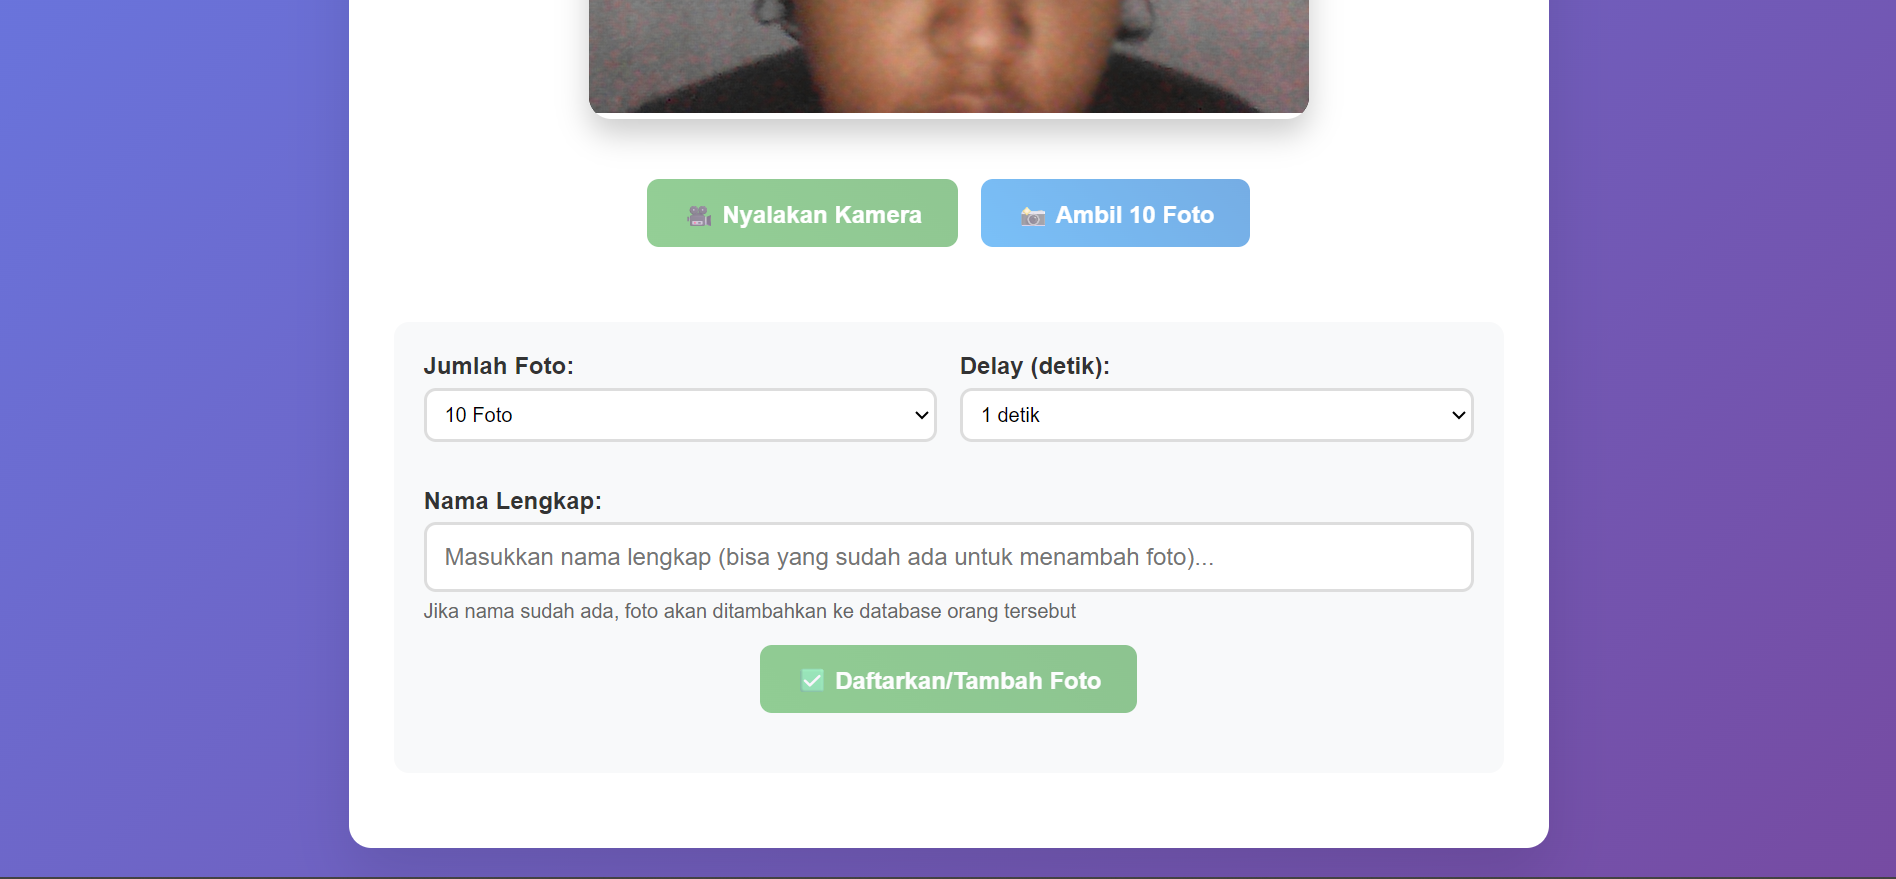 Nyalakan Kamera
Ambil 10 Foto
Jumlah Foto:
Delay (detik):
10 Foto
1 detik
Nama Lengkap:
Masukkan nama lengkap (bisa yang sudah ada untuk menambah foto)...
Jika nama sudah ada, foto akan ditambahkan ke database orang tersebut
Daftarkan/Tambah Foto